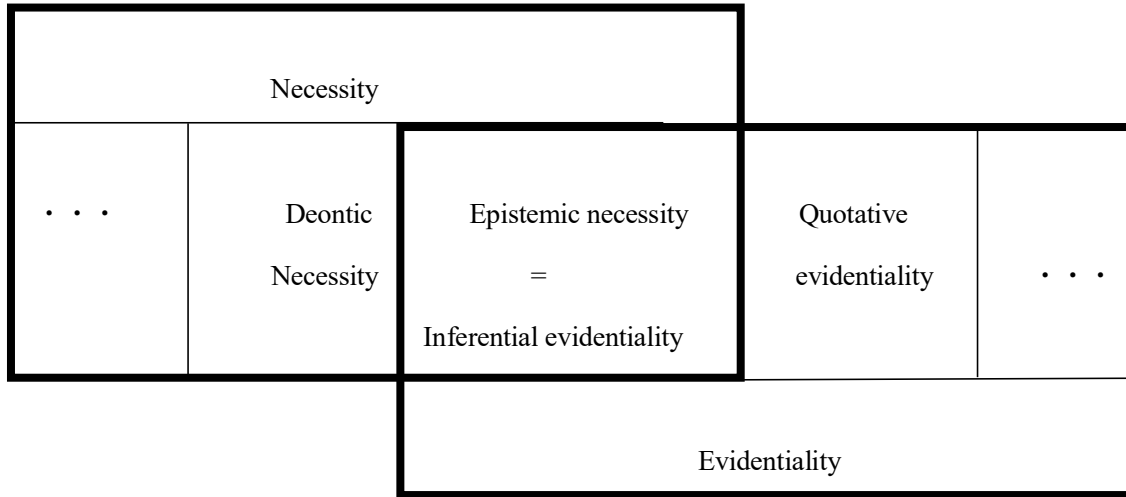 Necessity
. . .
Deontic
Necessity
Epistemic necessity
=
Inferential evidentiality
Quotative
evidentiality
. . .
Evidentiality